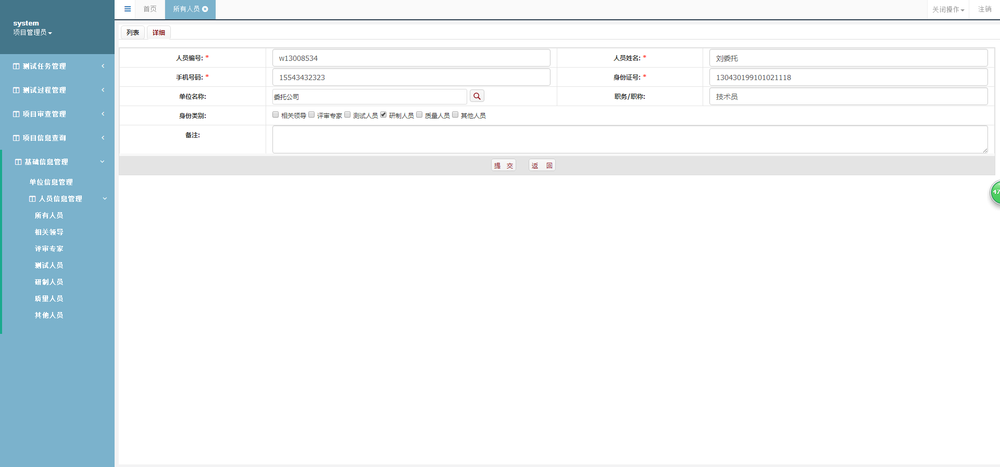 system
项目管理员
测试任务管理
测试过程管理
项目审查管理
项目信息查询
基础信息管理
单位信息管理
人员信息管理
所有人员
相关领导
评审专家
测试人员
研制人员
质量人员
其他人员
首页
所有人员
关闭操作
注销
列表
详细
人员编号: *
w13008534
人员姓名: *
刘委托
手机号码: *
15543432323
身份证号: *
130430199101021118
单位名称:
委托公司
职务/职称:
技术员
身份类别:
相关领导 评审专家 测试人员 研制人员 质量人员 其他人员
备注:
提 交
返 回
47